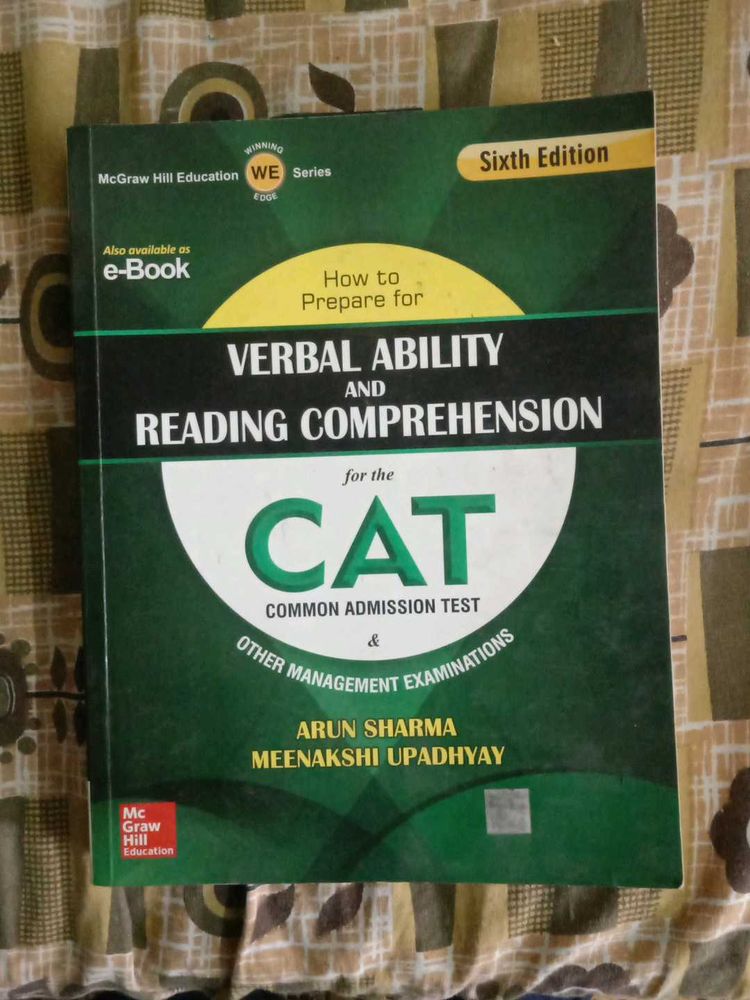 McGraw Hill Education
WINNING
WE
EDGE
Series
Sixth Edition
Also available as
e-Book
How to
Prepare for
VERBAL ABILITY
AND
READING COMPREHENSION
for the
CAT
COMMON ADMISSION TEST
&
OTHER MANAGEMENT EXAMINATIONS
ARUN SHARMA
MEENAKSHI UPADHYAY
Mc
Graw
Hill
Education